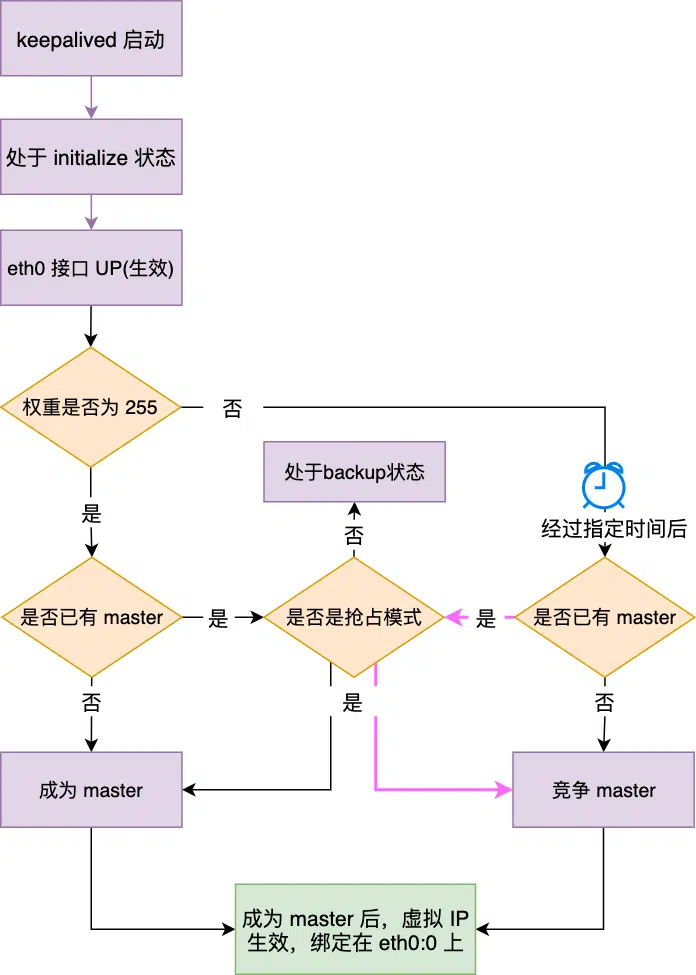 keepalived 启动
处于 initialize 状态
eth0 接口 UP(生效)
权重是否为 255
否
处于backup状态
经过指定时间后
是
否
是否已有 master
是
是否是抢占模式
是
是否已有 master
否
是
否
成为 master
竞争 master
成为 master 后，虚拟 IP
生效，绑定在 eth0:0 上